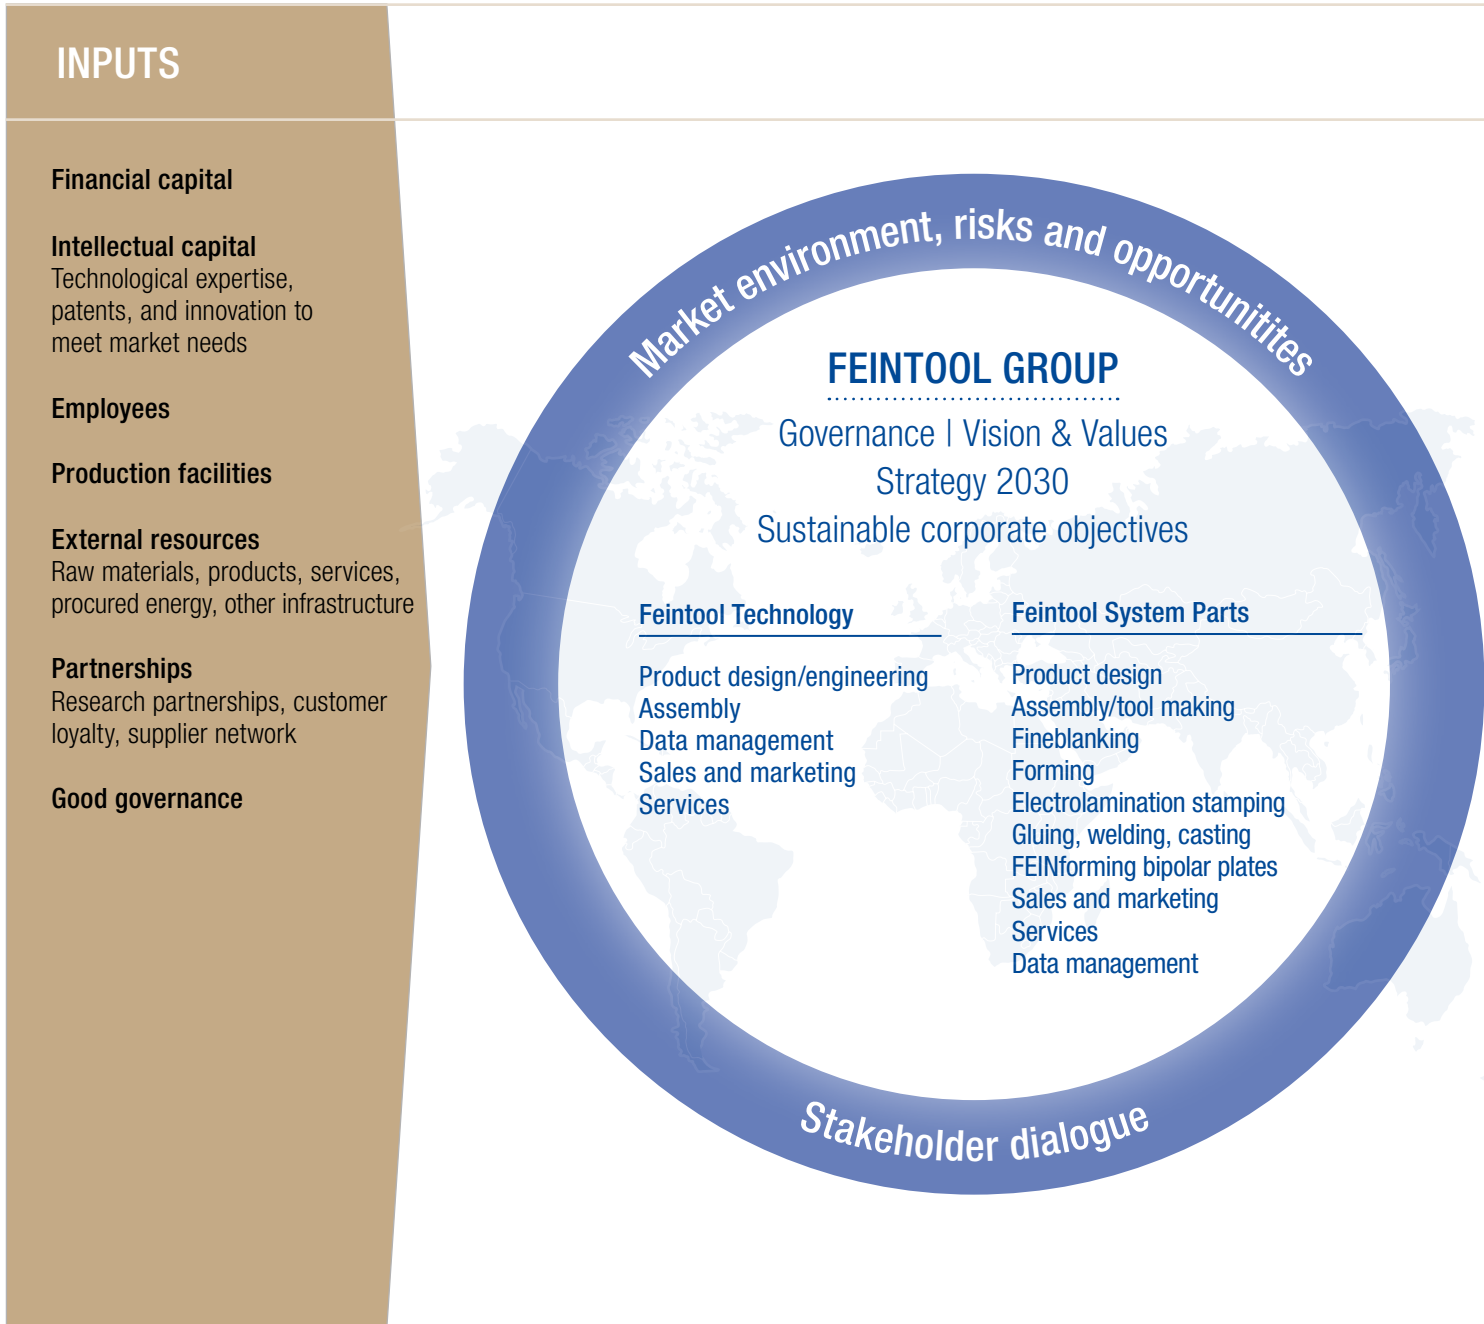 INPUTS
Financial capital
Intellectual capital
Technological expertise,
patents, and innovation to
meet market needs
Employees
Production facilities
External resources
Raw materials, products, services,
procured energy, other infrastructure
Partnerships
Research partnerships, customer
loyalty, supplier network
Good governance
Market environment, risks and opportunitites
FEINTOOL GROUP
Governance | Vision & Values
Strategy 2030
Sustainable corporate objectives
Feintool Technology
Product design/engineering
Assembly
Data management
Sales and marketing
Services
Feintool System Parts
Product design
Assembly/tool making
Fineblanking
Forming
Electrolamination stamping
Gluing, welding, casting
FEINforming bipolar plates
Sales and marketing
Services
Data management
Stakeholder dialogue